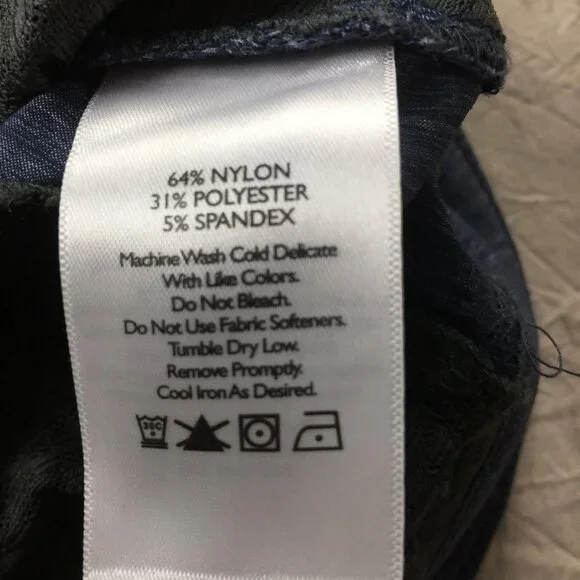 64% NYLON
31% POLYESTER
5% SPANDEX
Machine Wash Cold Delicate
With Like Colors.
Do Not Bleach.
Do Not Use Fabric Softeners.
Tumble Dry Low.
Remove Promptly.
Cool Iron As Desired.
30C